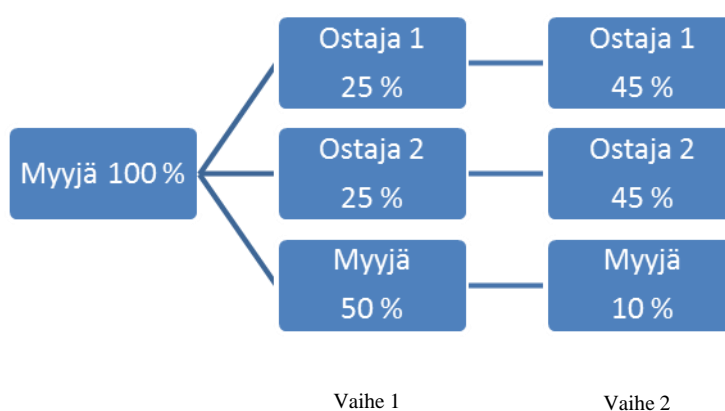 Ostaja 1
25 %
Ostaja 1
45 %
Myyjä 100 %
Ostaja 2
25 %
Ostaja 2
45 %
Myyjä
50 %
Myyjä
10 %
Vaihe 1
Vaihe 2